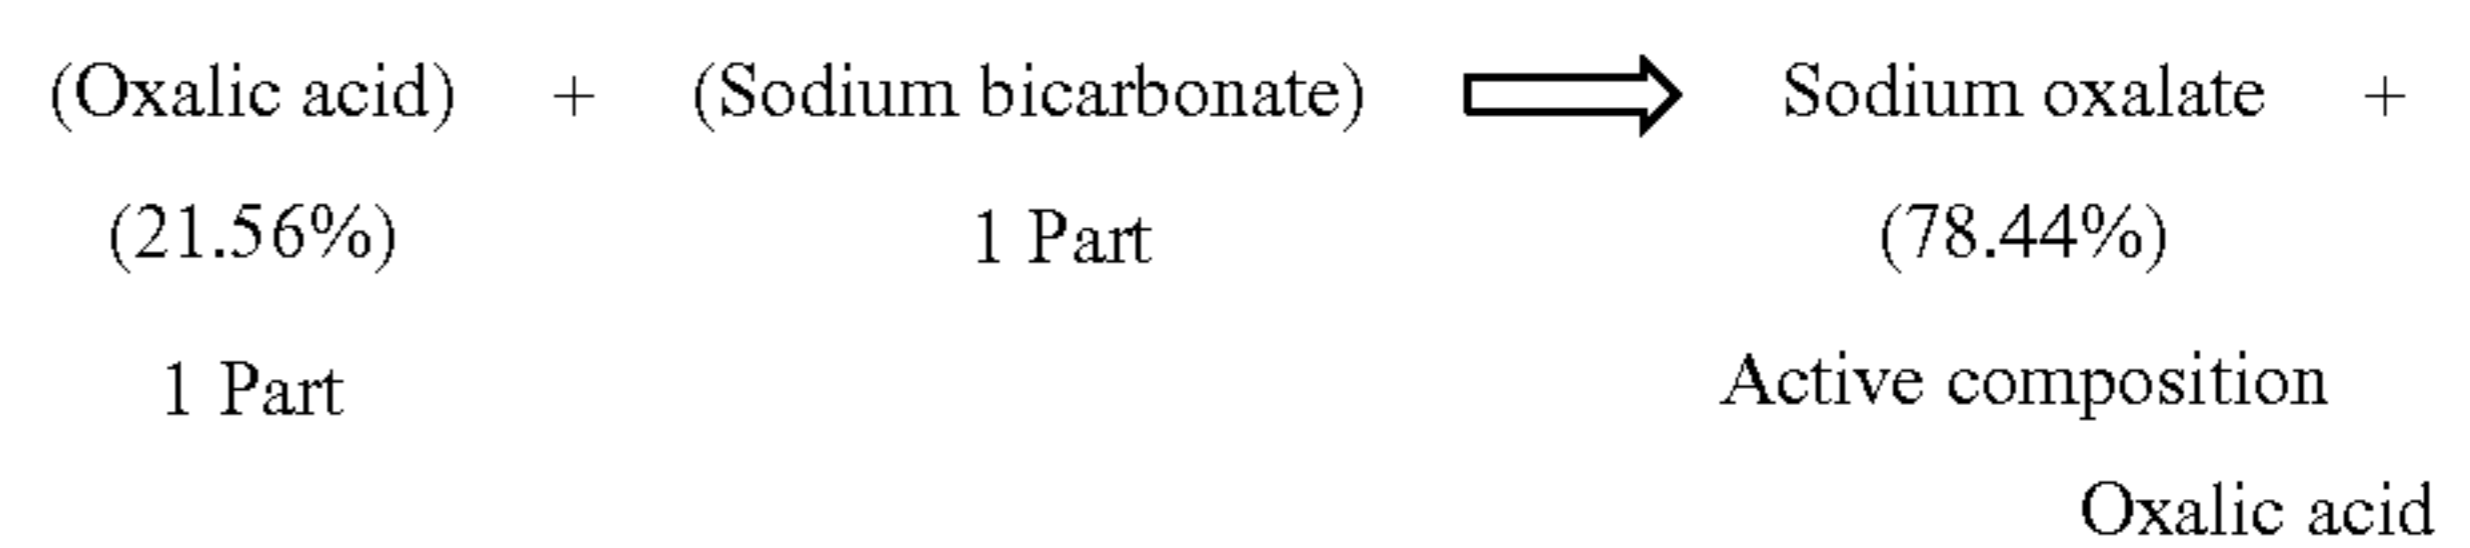 (Oxalic acid) + (Sodium bicarbonate) ⇒ Sodium oxalate +
(21.56%) 1 Part (78.44%)
1 Part Active composition
Oxalic acid